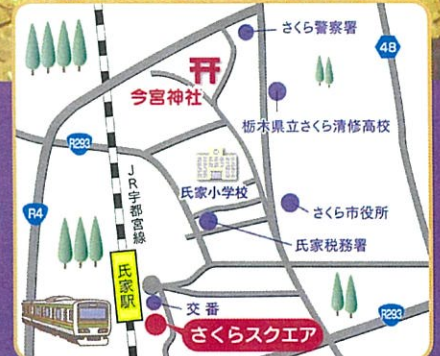 さくら警察署
48
今宮神社
栃木県立さくら清修高校
R293
JR宇都宮線
氏家小学校
さくら市役所
R4
氏家税務署
氏家駅
交番
R293
さくらスクエア